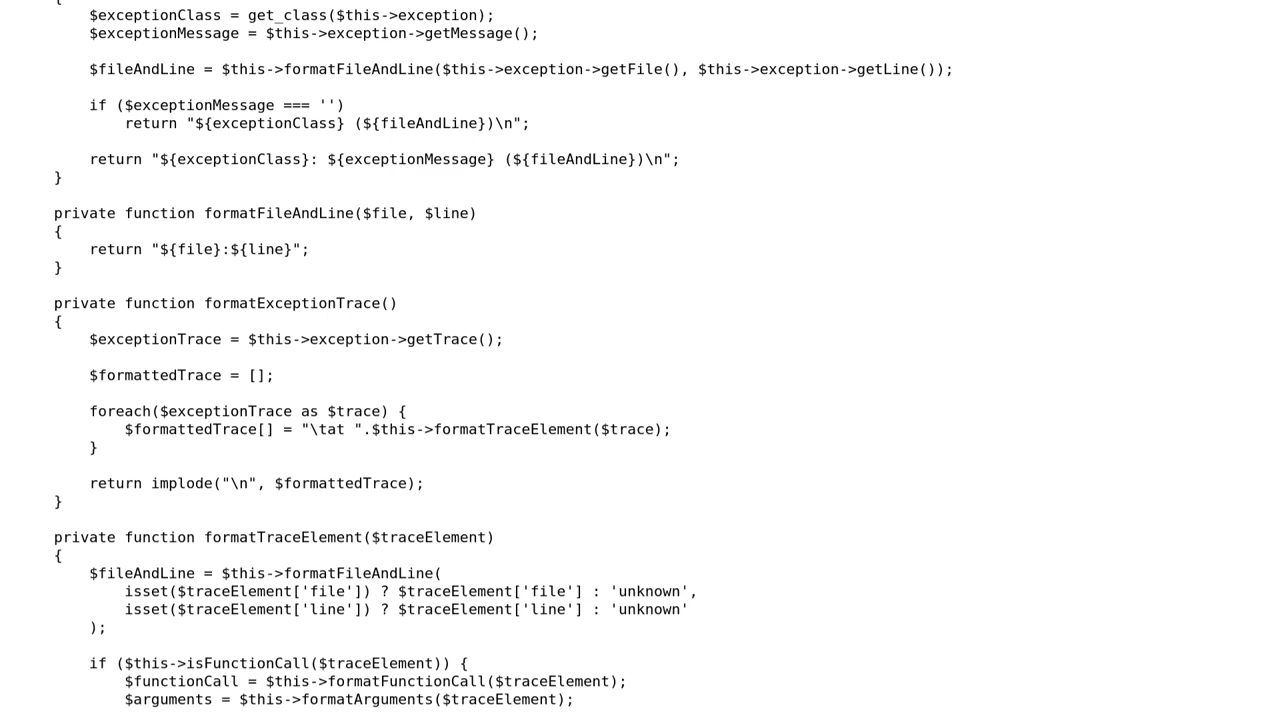 {
$exceptionClass = get_class($this->exception);
$exceptionMessage = $this->exception->getMessage();
$fileAndLine = $this->formatFileAndLine($this->exception->getFile(), $this->exception->getLine());
if ($exceptionMessage === '')
return "${exceptionClass} (${fileAndLine})\n";
return "${exceptionClass}: ${exceptionMessage} (${fileAndLine})\n";
}
private function formatFileAndLine($file, $line)
{
return "${file}:${line}";
}
private function formatExceptionTrace()
{
$exceptionTrace = $this->exception->getTrace();
$formattedTrace = [];
foreach($exceptionTrace as $trace) {
$formattedTrace[] = "\tat ".$this->formatTraceElement($trace);
}
return implode("\n", $formattedTrace);
}
private function formatTraceElement($traceElement)
{
$fileAndLine = $this->formatFileAndLine(
isset($traceElement['file']) ? $traceElement['file'] : 'unknown',
isset($traceElement['line']) ? $traceElement['line'] : 'unknown'
);
if ($this->isFunctionCall($traceElement)) {
$functionCall = $this->formatFunctionCall($traceElement);
$arguments = $this->formatArguments($traceElement);